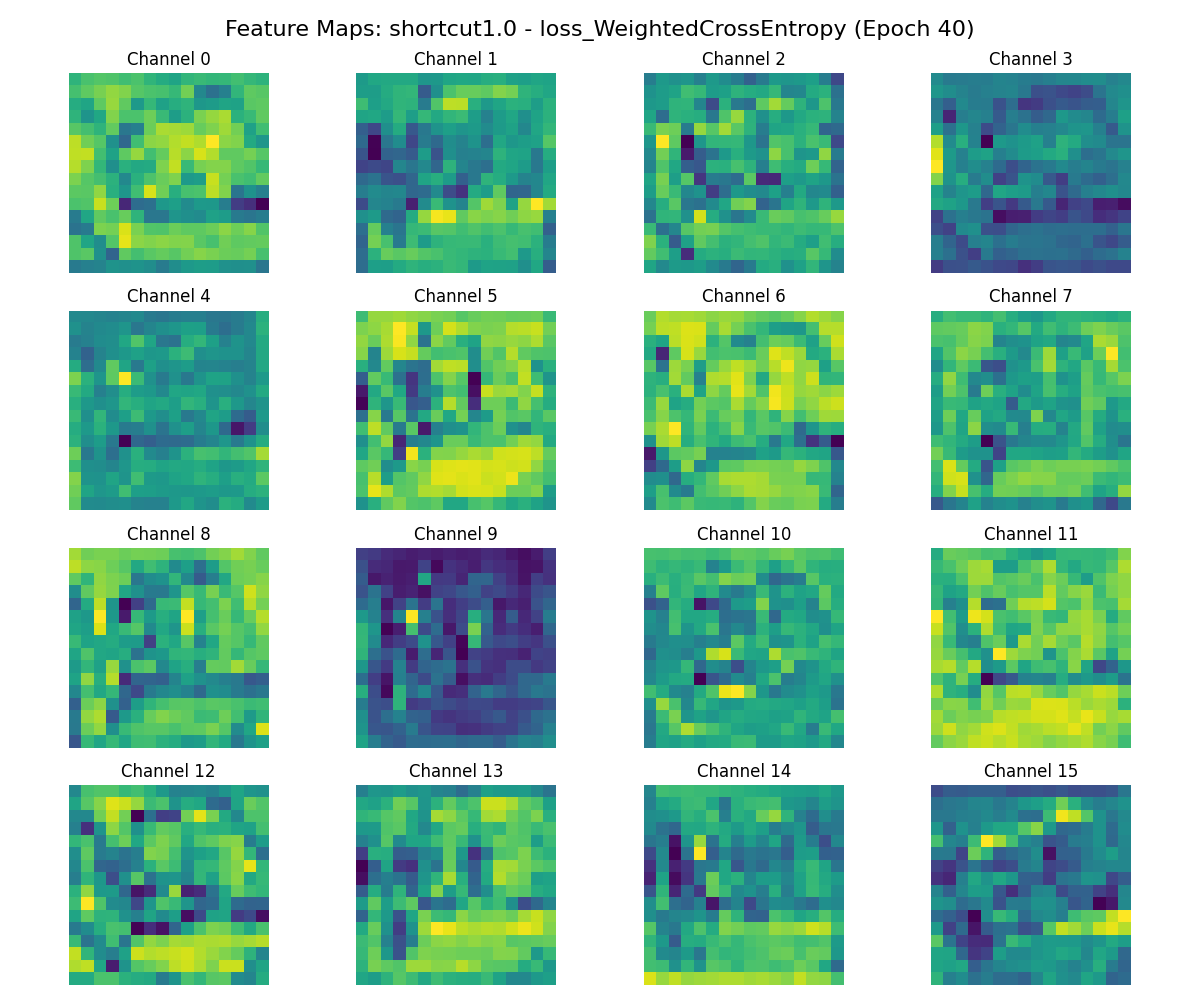 Feature Maps: shortcut1.0 - loss_WeightedCrossEntropy (Epoch 40)
Channel 0
Channel 1
Channel 2
Channel 3
Channel 4
Channel 5
Channel 6
Channel 7
Channel 8
Channel 9
Channel 10
Channel 11
Channel 12
Channel 13
Channel 14
Channel 15